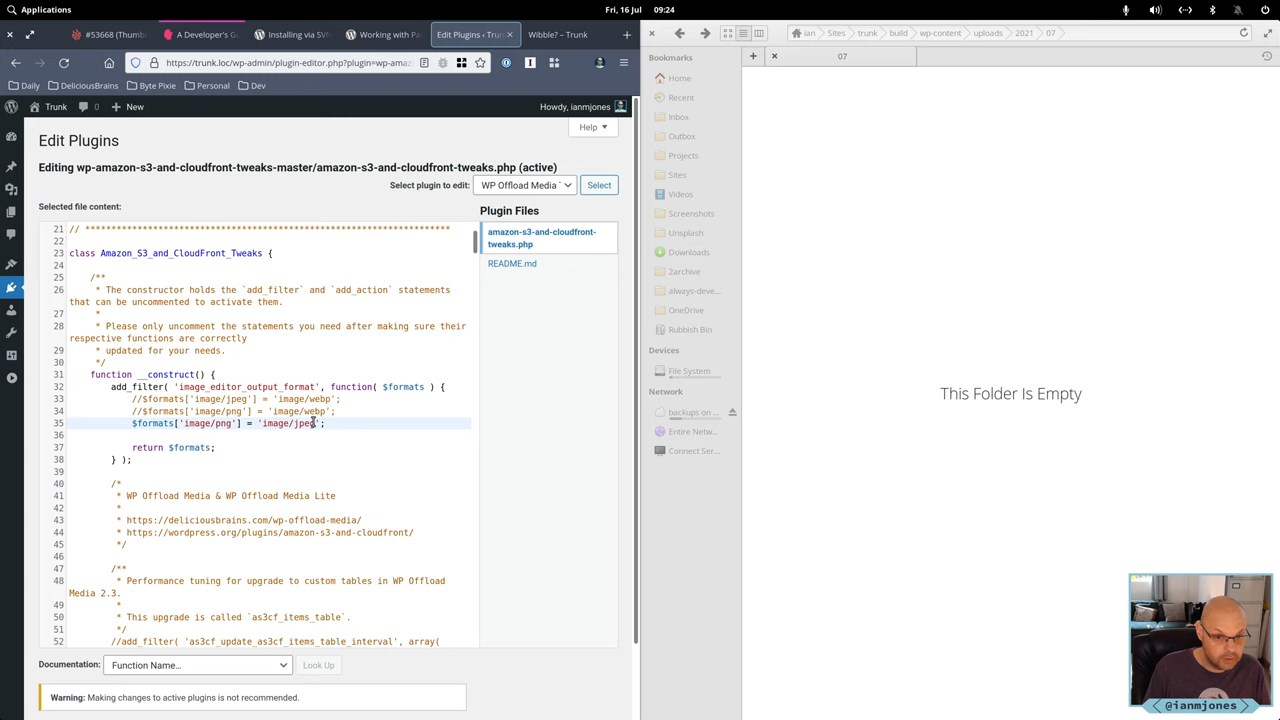 Applications
Fri, 16 Jul
09:24
#53668 (Thumb
A Developer's G
Installing via SVN
Working with Pa
Edit Plugins ‹ Trunk
Wibble? – Trunk
https://trunk.loc/wp-admin/plugin-editor.php?plugin=wp-amaz
Daily
DeliciousBrains
Byte Pixie
Personal
Dev
Trunk
0
New
Howdy, ianmjones
Help
Edit Plugins
Editing wp-amazon-s3-and-cloudfront-tweaks-master/amazon-s3-and-cloudfront-tweaks.php (active)
Select plugin to edit:
WP Offload Media
Select
Selected file content:
Plugin Files
amazon-s3-and-cloudfront-
tweaks.php
README.md
21 // **********************************************************************
22
23 class Amazon_S3_and_CloudFront_Tweaks {
24
25 /**
26 * The constructor holds the `add_filter` and `add_action` statements
that can be uncommented to activate them.
27 *
28 * Please only uncomment the statements you need after making sure their
respective functions are correctly
29 * updated for your needs.
30 */
31 function __construct() {
32 add_filter( 'image_editor_output_format', function( $formats ) {
33 //$formats['image/jpeg'] = 'image/webp';
34 //$formats['image/png'] = 'image/webp';
35 $formats['image/png'] = 'image/jpeg';
36
37 return $formats;
38 } );
39
40 /*
41 * WP Offload Media & WP Offload Media Lite
42 *
43 * https://deliciousbrains.com/wp-offload-media/
44 * https://wordpress.org/plugins/amazon-s3-and-cloudfront/
45 */
46
47 /**
48 * Performance tuning for upgrade to custom tables in WP Offload
Media 2.3.
49 *
50 * This upgrade is called `as3cf_items_table`.
51 */
52 //add_filter( 'as3cf_update_as3cf_items_table_interval', array(
Documentation:
Function Name…
Look Up
Warning: Making changes to active plugins is not recommended.
ian
Sites
trunk
build
wp-content
uploads
2021
07
07
Bookmarks
Home
Recent
Inbox
Outbox
Projects
Sites
Videos
Screenshots
Unsplash
Downloads
2archive
always-deve…
OneDrive
Rubbish Bin
Devices
File System
Network
backups on …
Entire Netw…
Connect Ser…
This Folder Is Empty
@ianmjones